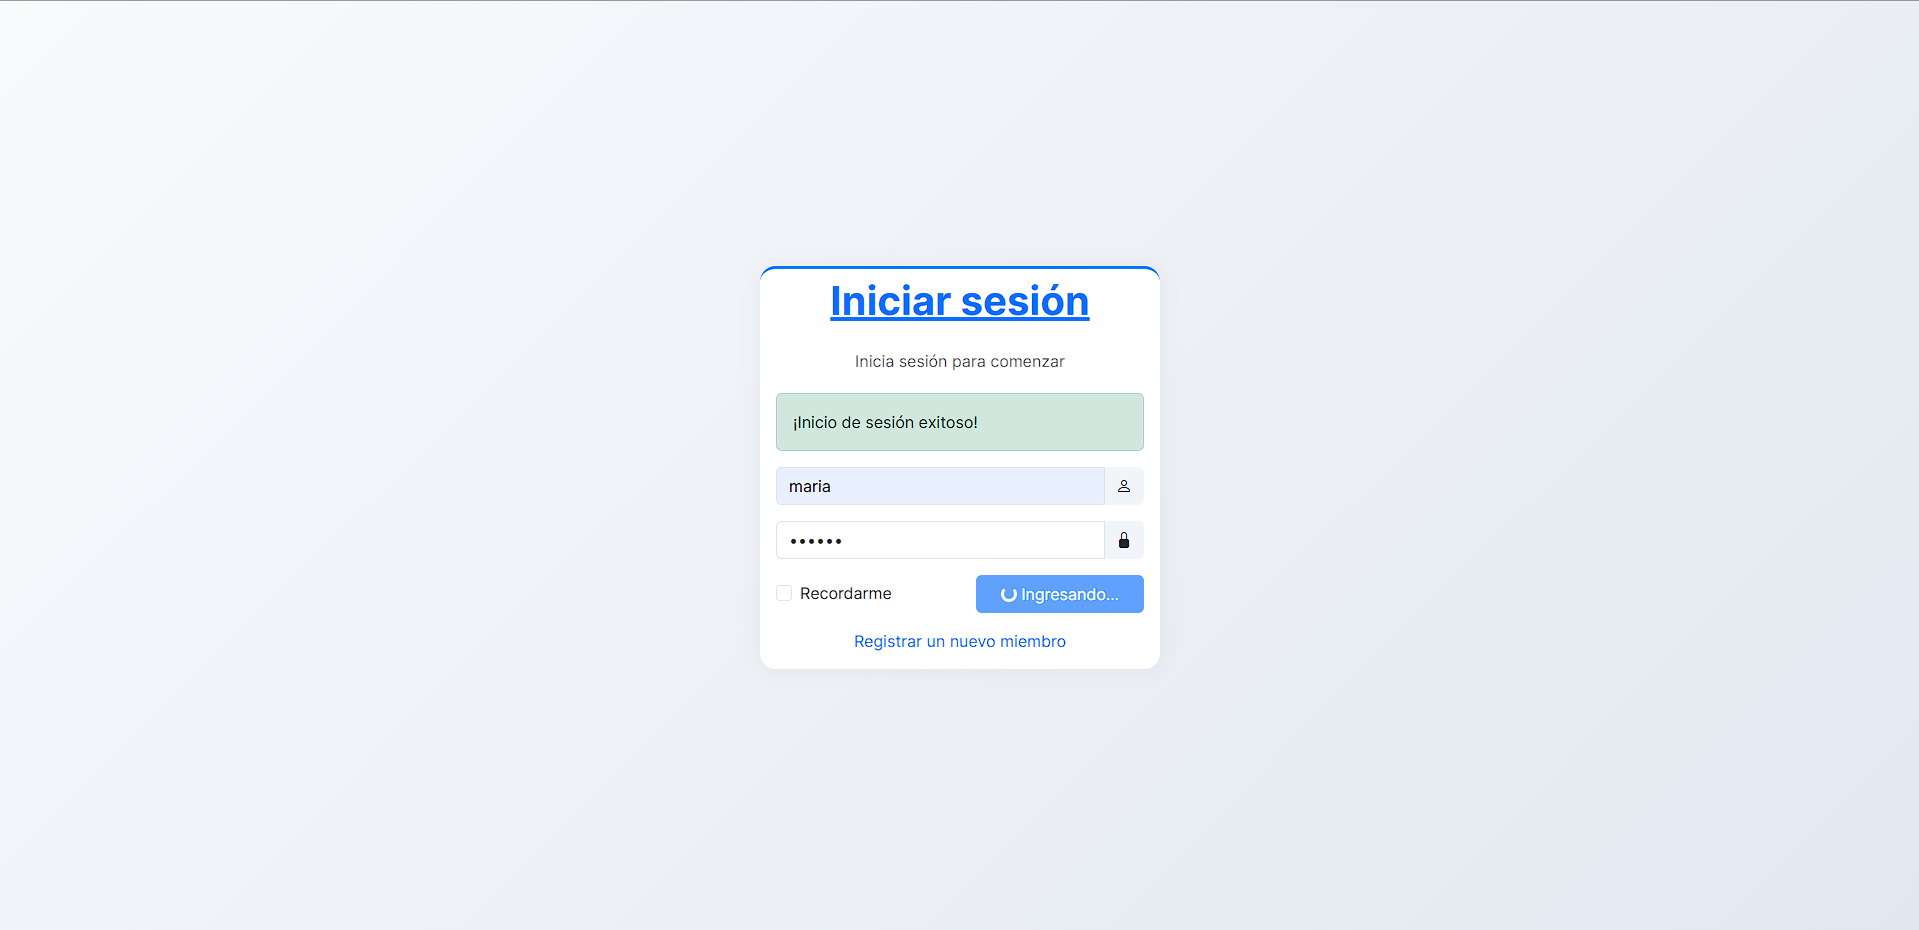 Iniciar sesión
Inicia sesión para comenzar
¡Inicio de sesión exitoso!
maria
••••••
Recordarme
Ingresando...
Registrar un nuevo miembro